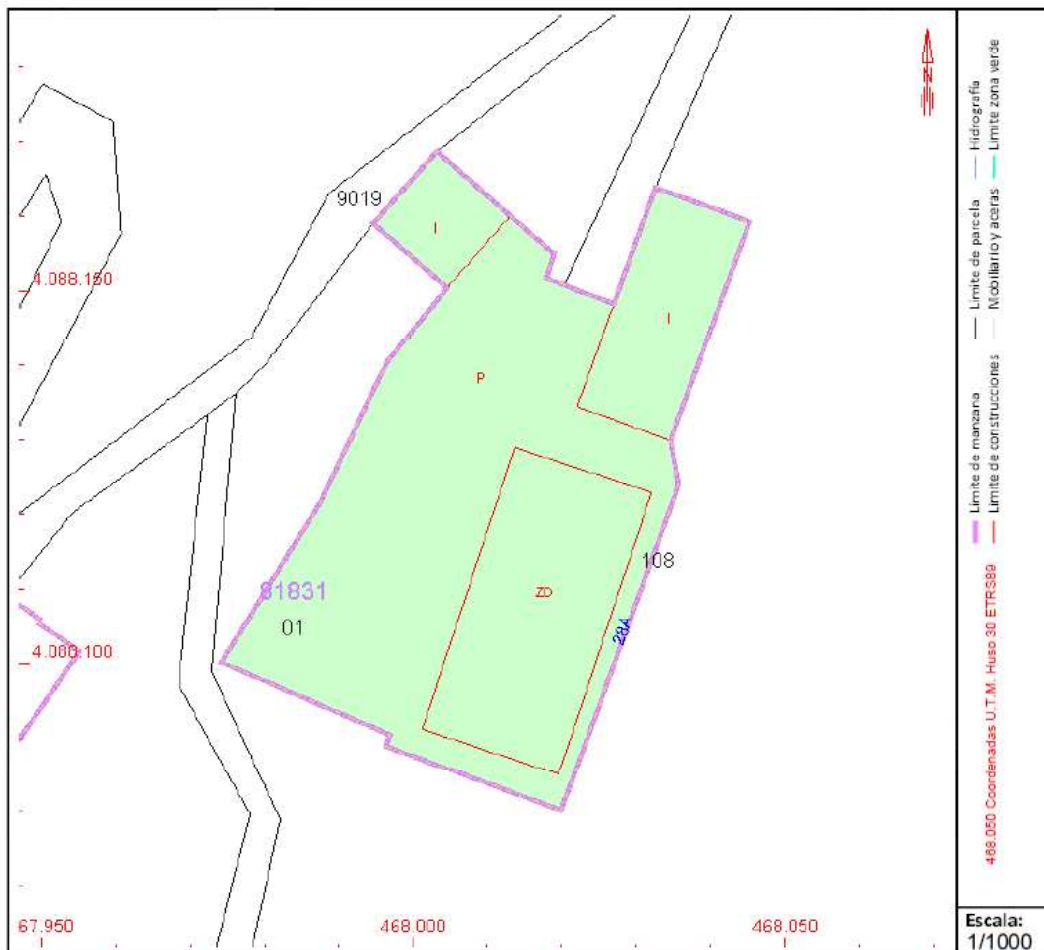 9019
I
4.088.150
I
P
108
ZD
81831
01
28A
4.088.100
67.950
468.000
468.050
Hidrografía
Límite zona verde
Límite de parcela
Mobiliario y aceras
Límite de manzana
Límite de construcciones
468.050 Coordenadas U.T.M. Huso 30 ETRS89
Escala:
1/1000